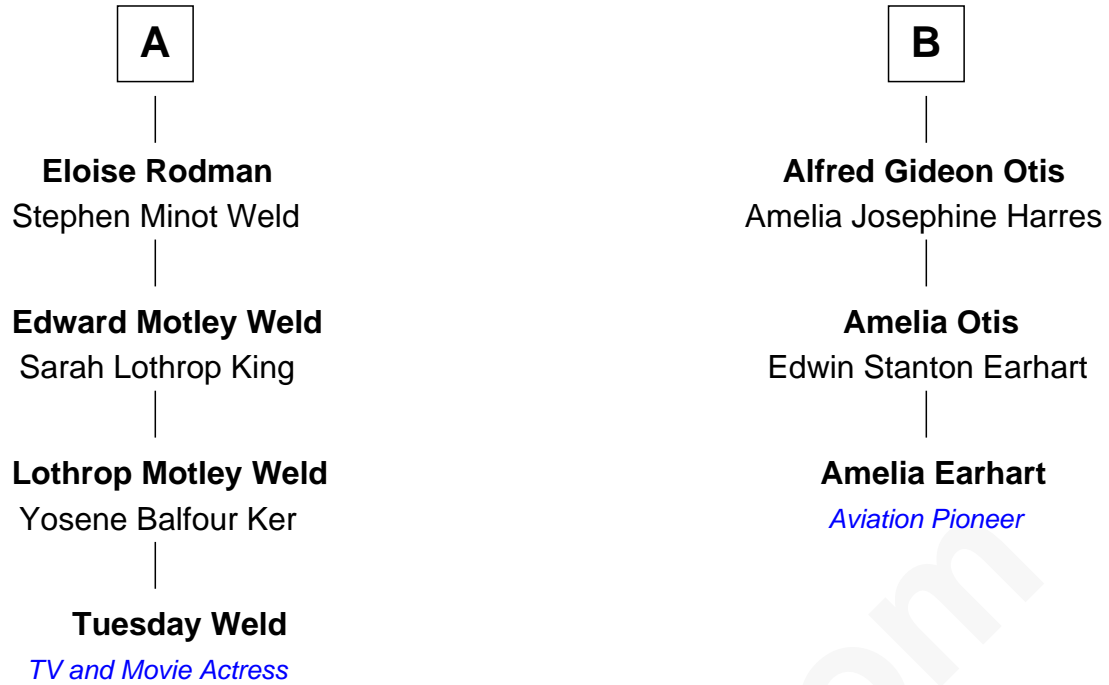 A
Eloise Rodman
Stephen Minot Weld
Edward Motley Weld
Sarah Lothrop King
Lothrop Motley Weld
Yosene Balfour Ker
Tuesday Weld
TV and Movie Actress
B
Alfred Gideon Otis
Amelia Josephine Harres
Amelia Otis
Edwin Stanton Earhart
Amelia Earhart
Aviation Pioneer